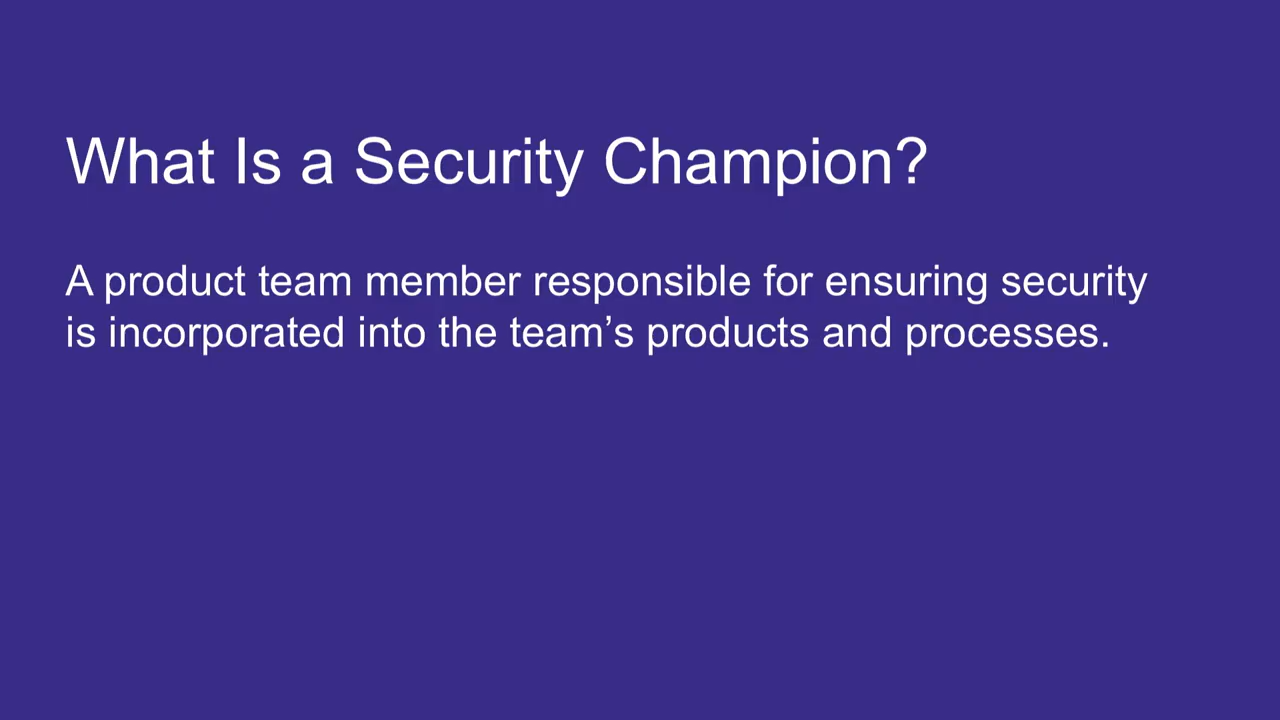 What Is a Security Champion?
A product team member responsible for ensuring security
is incorporated into the team’s products and processes.